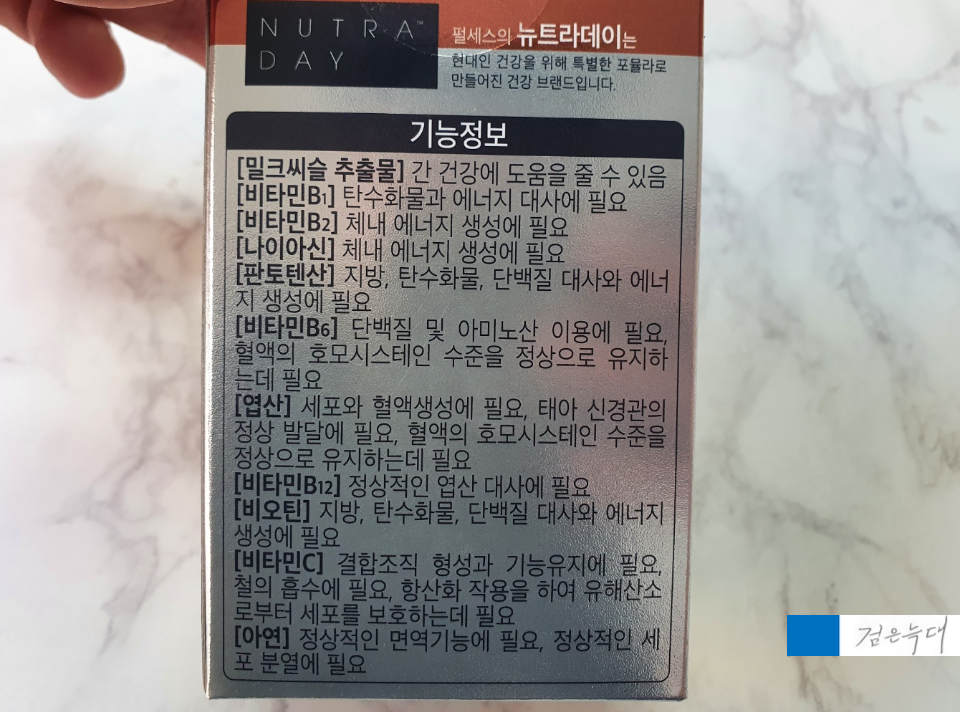 NUTRA™
DAY
펄세스의 뉴트라데이는
현대인 건강을 위해 특별한 포뮬라로
만들어진 건강 브랜드입니다.
기능정보
[밀크씨슬 추출물] 간 건강에 도움을 줄 수 있음
[비타민B1] 탄수화물과 에너지 대사에 필요
[비타민B2] 체내 에너지 생성에 필요
[나이아신] 체내 에너지 생성에 필요
[판토텐산] 지방, 탄수화물, 단백질 대사와 에너
지 생성에 필요
[비타민B6] 단백질 및 아미노산 이용에 필요,
혈액의 호모시스테인 수준을 정상으로 유지하
는데 필요
[엽산] 세포와 혈액생성에 필요, 태아 신경관의
정상 발달에 필요, 혈액의 호모시스테인 수준을
정상으로 유지하는데 필요
[비타민B12] 정상적인 엽산 대사에 필요
[비오틴] 지방, 탄수화물, 단백질 대사와 에너지
생성에 필요
[비타민C] 결합조직 형성과 기능유지에 필요,
철의 흡수에 필요, 항산화 작용을 하여 유해산소
로부터 세포를 보호하는데 필요
[아연] 정상적인 면역기능에 필요, 정상적인 세
포 분열에 필요
검은늑대